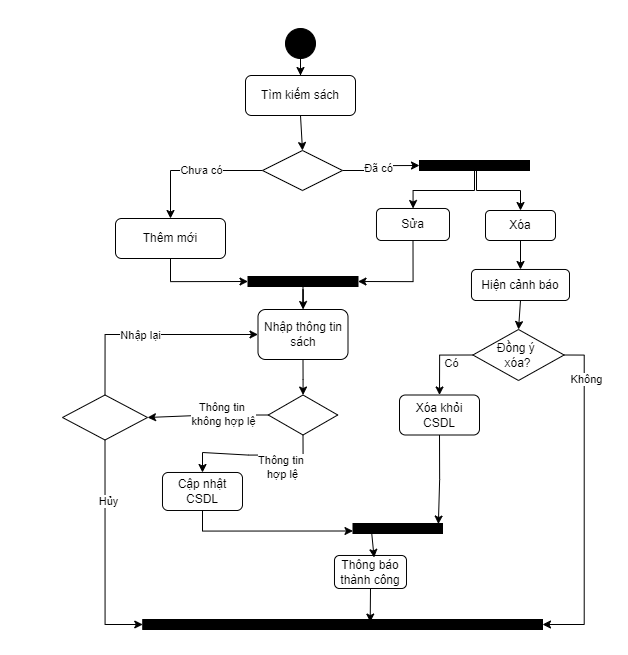 Tìm kiếm sách
Chưa có
Đã có
Thêm mới
Sửa
Xóa
Hiện cảnh báo
Nhập thông tin
sách
Nhập lại
Đồng ý
xóa?
Có
Không
Thông tin
không hợp lệ
Xóa khỏi
CSDL
Thông tin
hợp lệ
Cập nhật
CSDL
Hủy
Thông báo
thành công